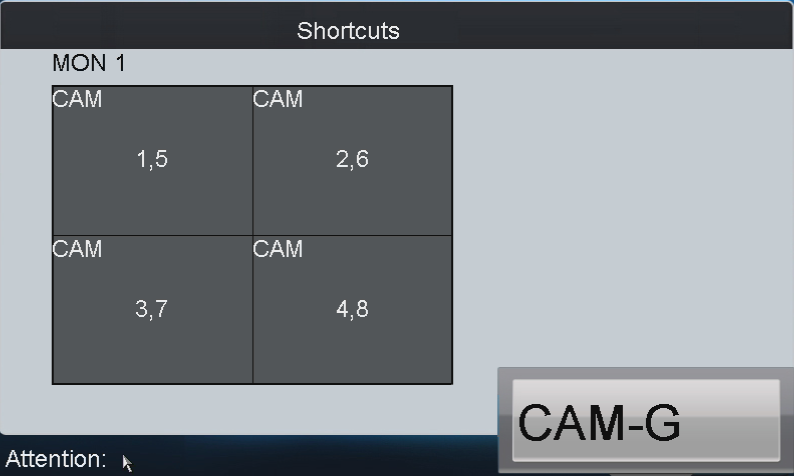 Shortcuts
MON 1
CAM CAM
1,5 2,6
CAM CAM
3,7 4,8
CAM-G
Attention: